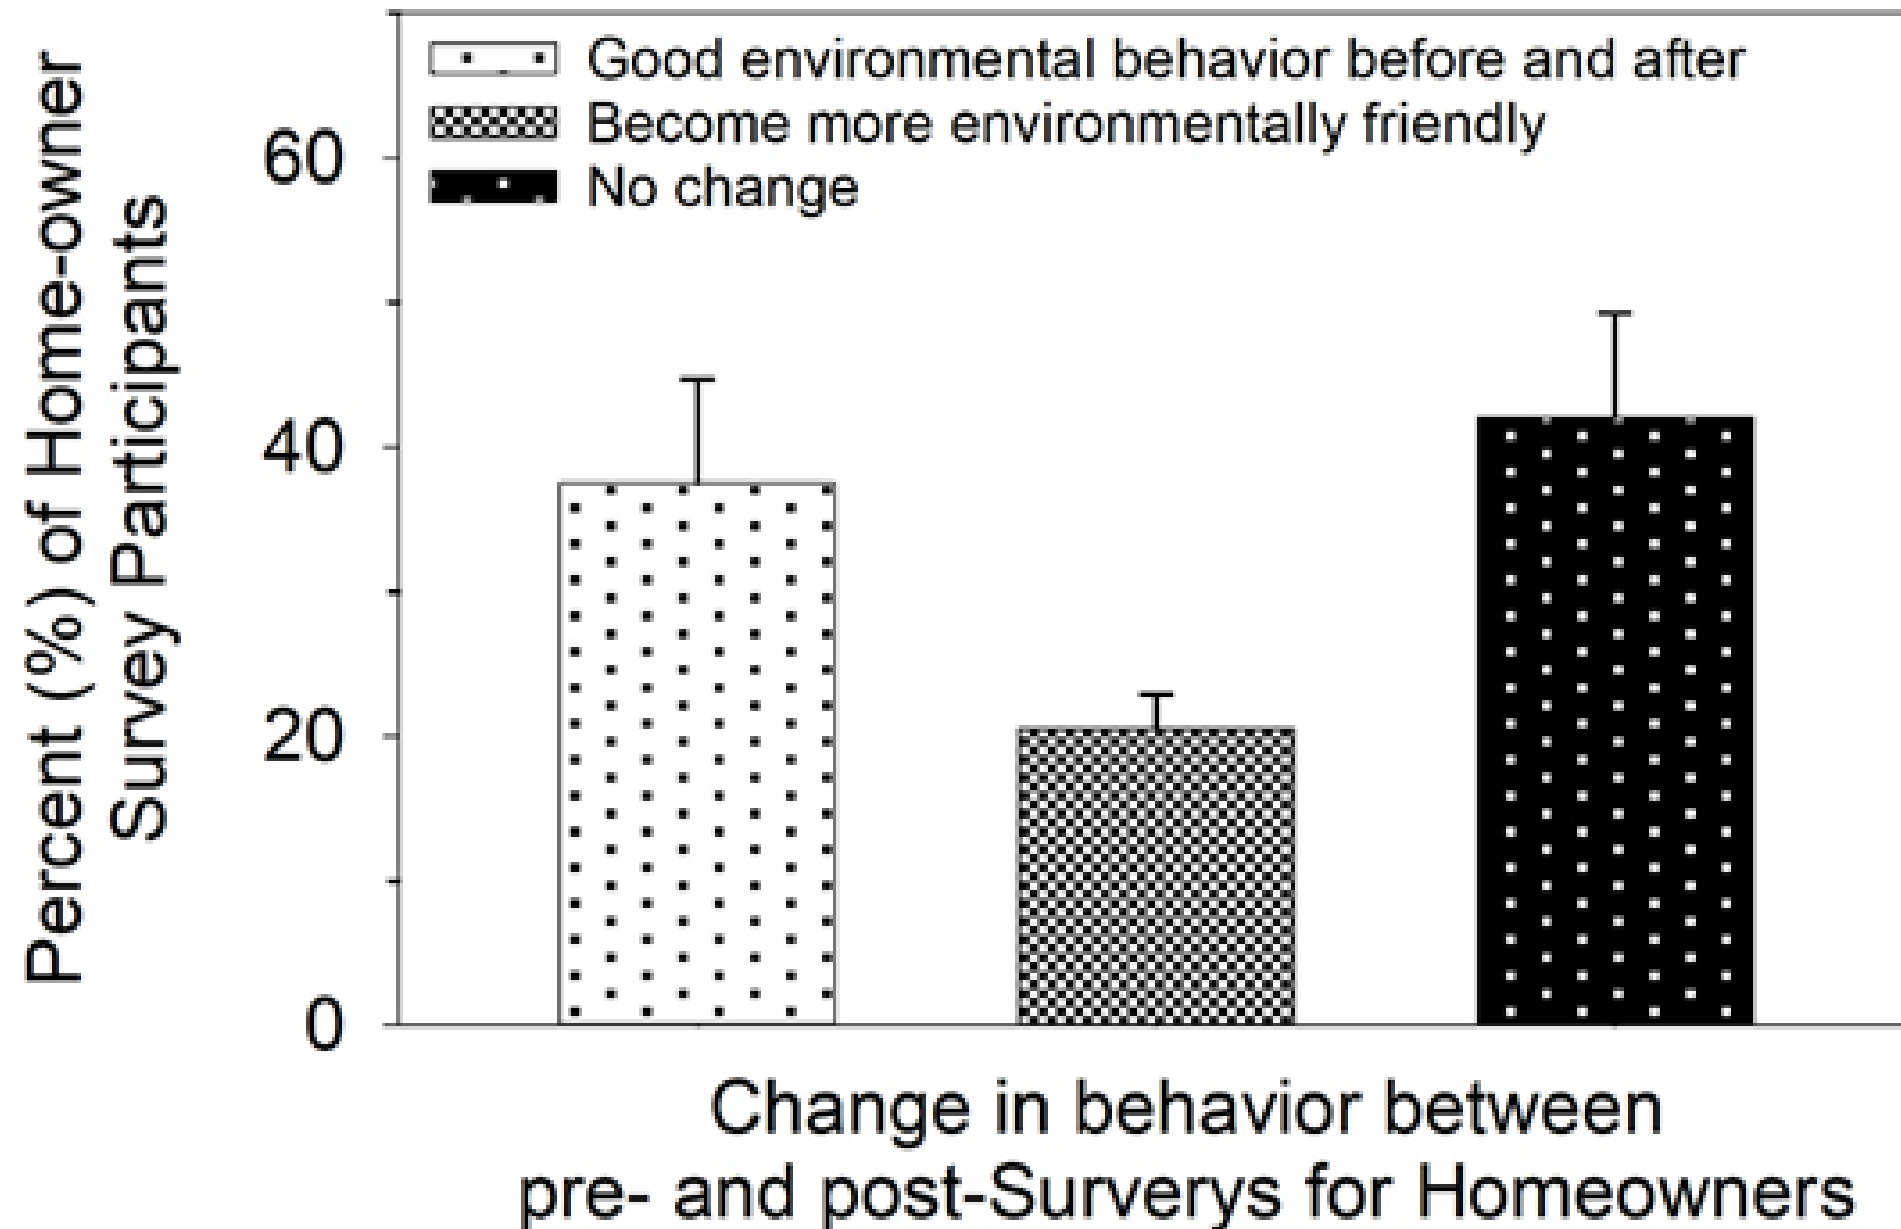 Percent (%) of Home-owner
Survey Participants
Good environmental behavior before and after
Become more environmentally friendly
No change
60
40
20
0
Change in behavior between
pre- and post-Surverys for Homeowners